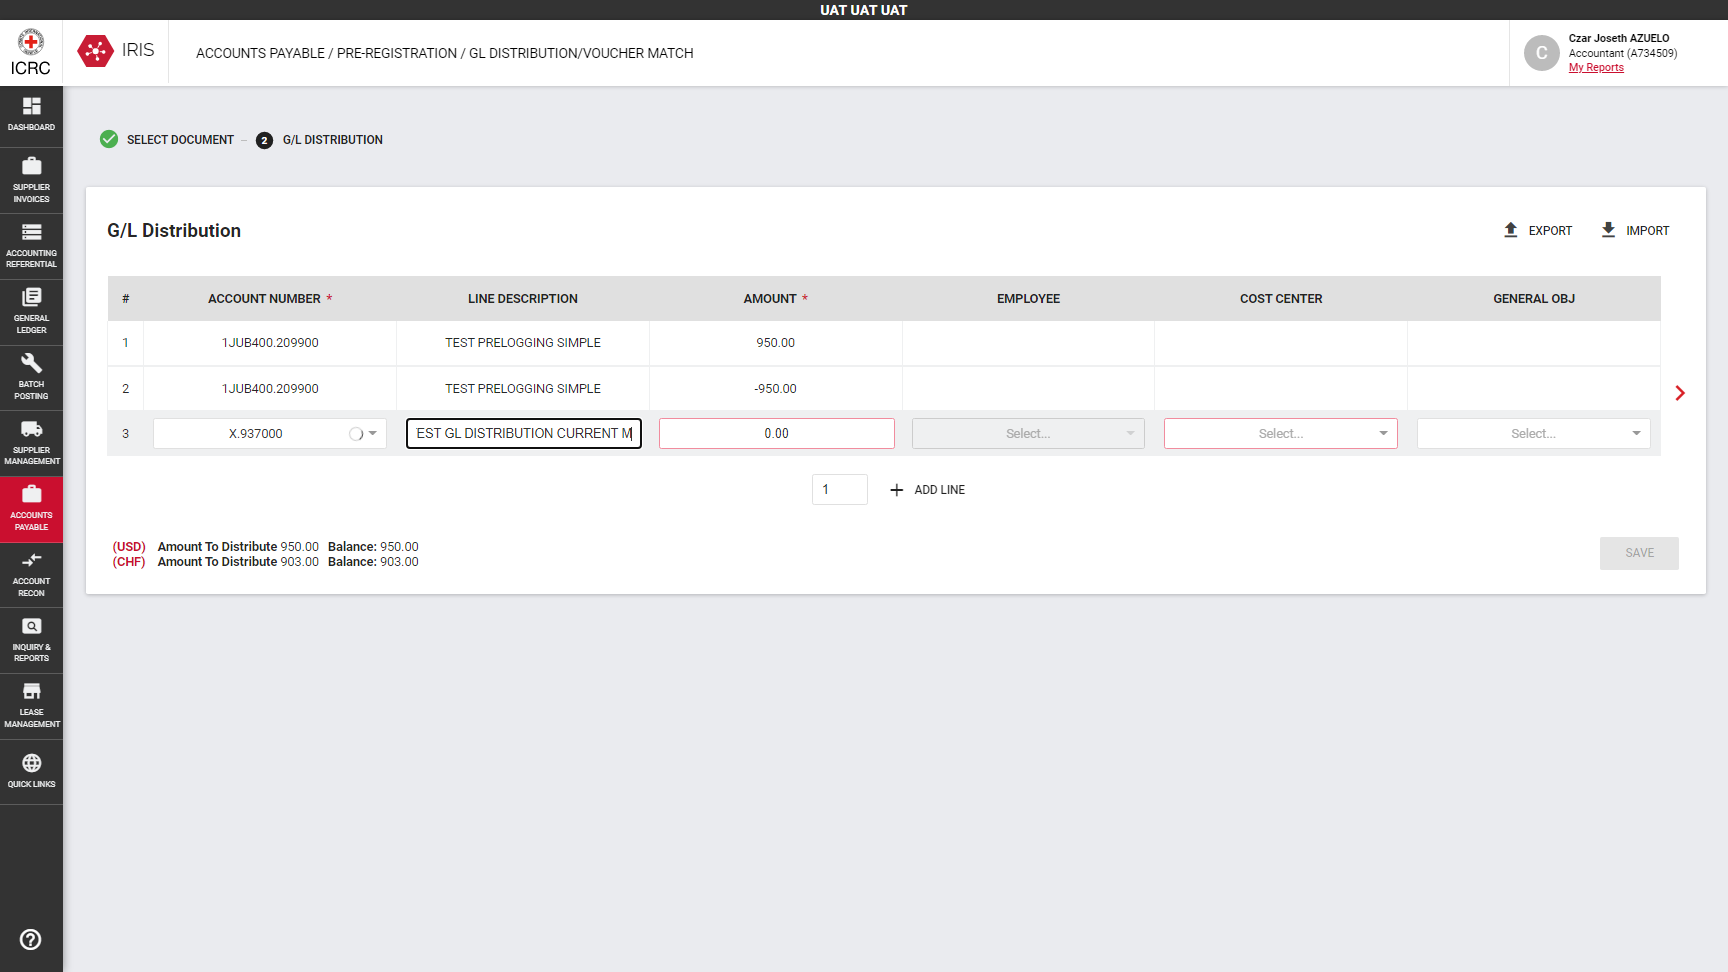 UAT UAT UAT
ICRC
IRIS
ACCOUNTS PAYABLE / PRE-REGISTRATION / GL DISTRIBUTION/VOUCHER MATCH
C
Czar Joseth AZUELO
Accountant (A734509)
My Reports
DASHBOARD
SUPPLIER
INVOICES
ACCOUNTING
REFERENTIAL
GENERAL
LEDGER
BATCH
POSTING
SUPPLIER
MANAGEMENT
ACCOUNTS
PAYABLE
ACCOUNT
RECON
INQUIRY &
REPORTS
LEASE
MANAGEMENT
QUICK LINKS
SELECT DOCUMENT – 2 G/L DISTRIBUTION
G/L Distribution
EXPORT IMPORT
# ACCOUNT NUMBER * LINE DESCRIPTION AMOUNT * EMPLOYEE COST CENTER GENERAL OBJ
1 1JUB400.209900 TEST PRELOGGING SIMPLE 950.00
2 1JUB400.209900 TEST PRELOGGING SIMPLE -950.00
3 X.937000 EST GL DISTRIBUTION CURRENT M 0.00 Select... Select... Select...
1 + ADD LINE
(USD) Amount To Distribute 950.00 Balance: 950.00
(CHF) Amount To Distribute 903.00 Balance: 903.00
SAVE